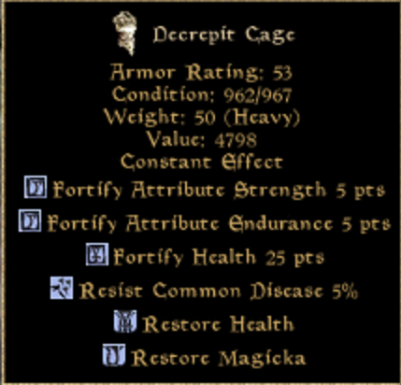 Decrepit Cage
Armor Rating: 53
Condition: 962/967
Weight: 50 (Heavy)
Value: 4798
Constant Effect
Fortify Attribute Strength 5 pts
Fortify Attribute Endurance 5 pts
Fortify Health 25 pts
Resist Common Disease 5%
Restore Health
Restore Magicka